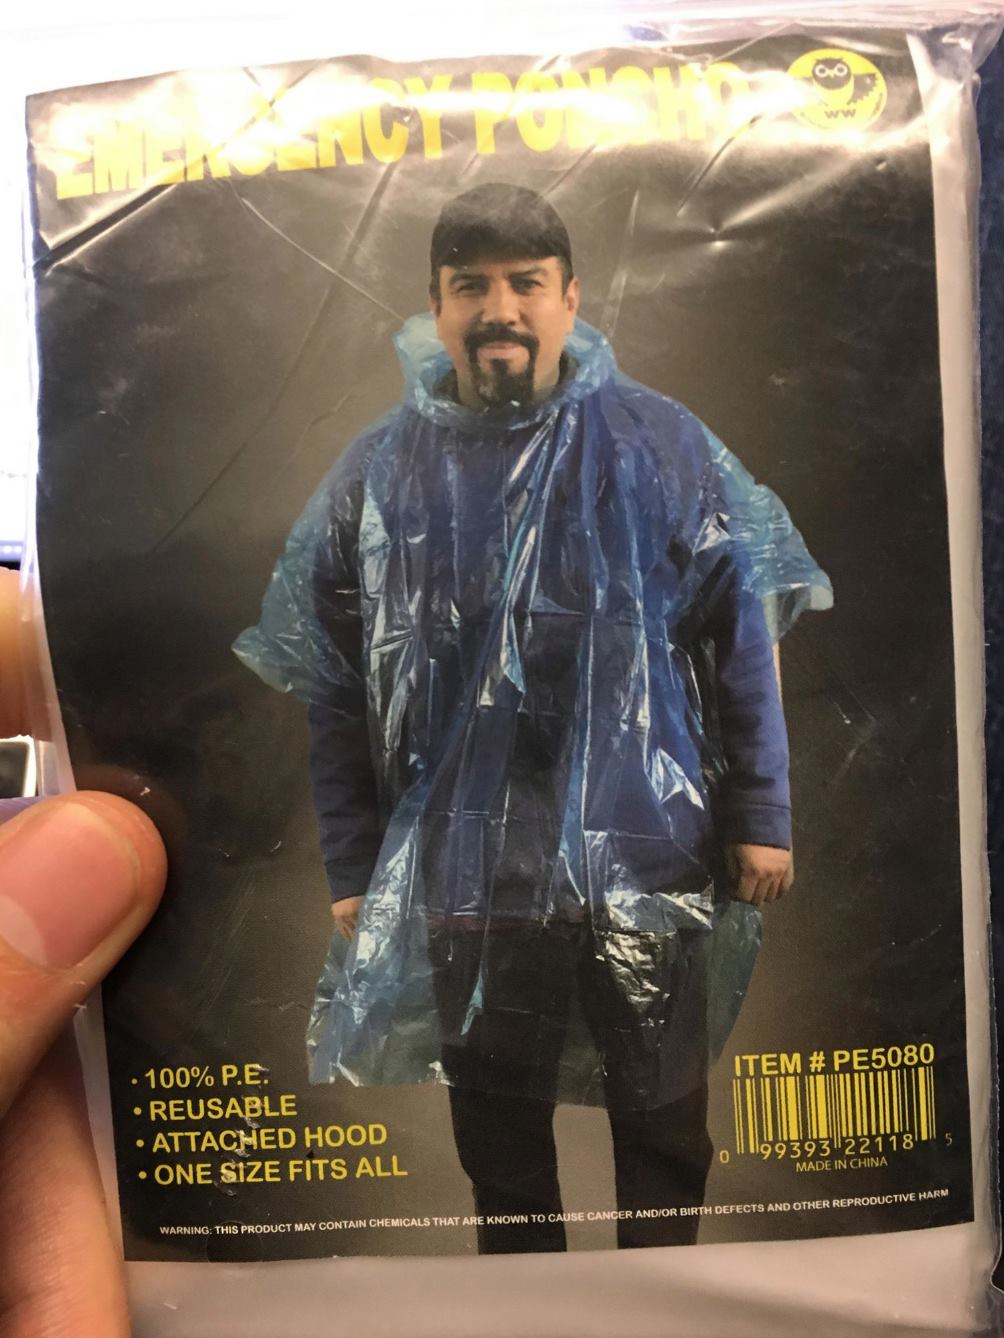 EMERGENCY PONCHO
WW
• 100% P.E.
• REUSABLE
• ATTACHED HOOD
• ONE SIZE FITS ALL
ITEM # PE5080
0 99393 22118 5
MADE IN CHINA
WARNING: THIS PRODUCT MAY CONTAIN CHEMICALS THAT ARE KNOWN TO CAUSE CANCER AND/OR BIRTH DEFECTS AND OTHER REPRODUCTIVE HARM